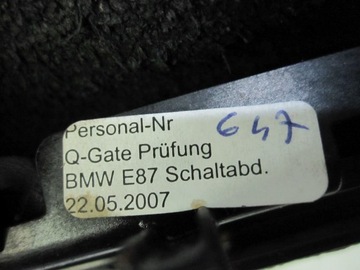 Personal-Nr 647
Q-Gate Prüfung
BMW E87 Schaltabd.
22.05.2007